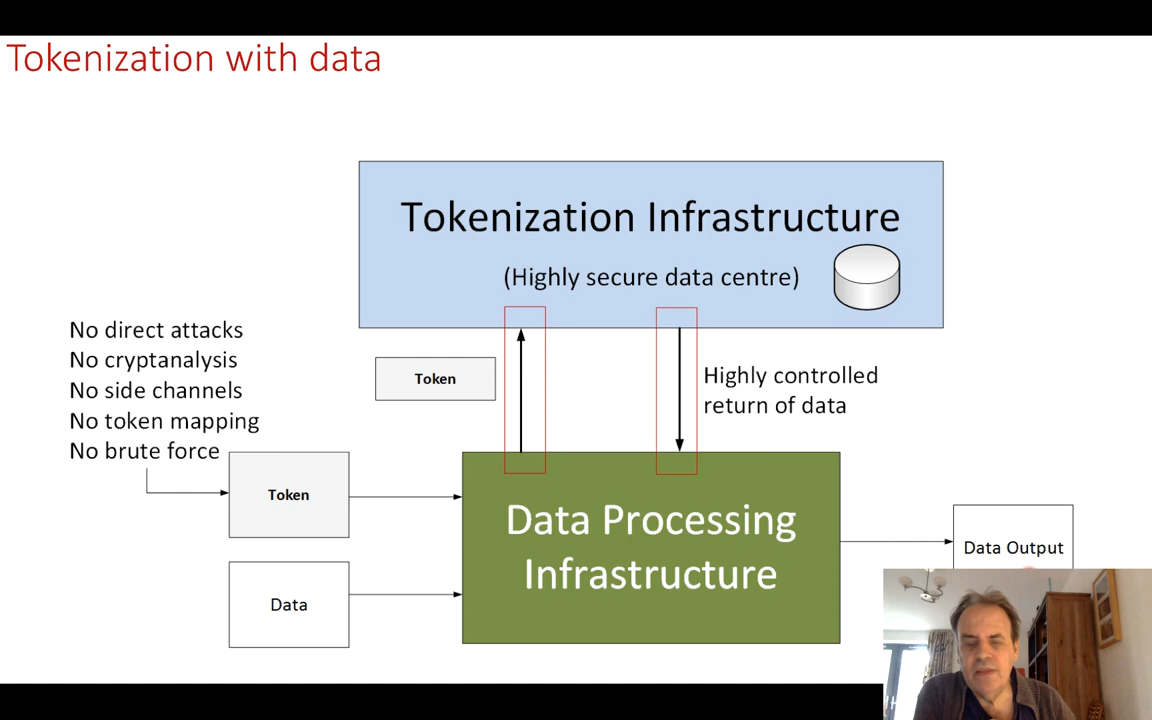 Tokenization with data
Tokenization Infrastructure
(Highly secure data centre)
No direct attacks
No cryptanalysis
No side channels
No token mapping
No brute force
Token
Highly controlled
return of data
Token
Data Processing
Infrastructure
Data
Data Output